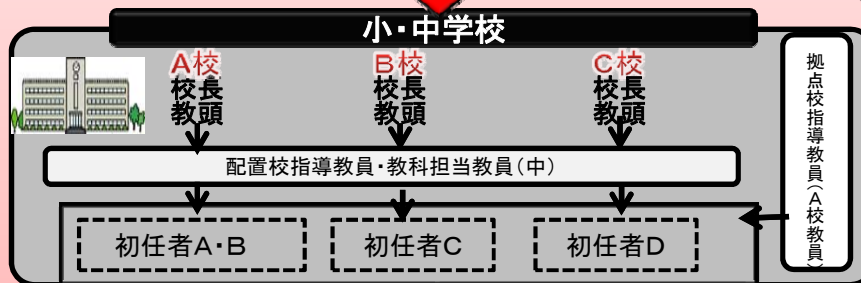 小・中学校
A校
校長
教頭
B校
校長
教頭
C校
校長
教頭
拠点校指導教員(A校教員)
配置校指導教員・教科担当教員(中)
初任者A・B
初任者C
初任者D